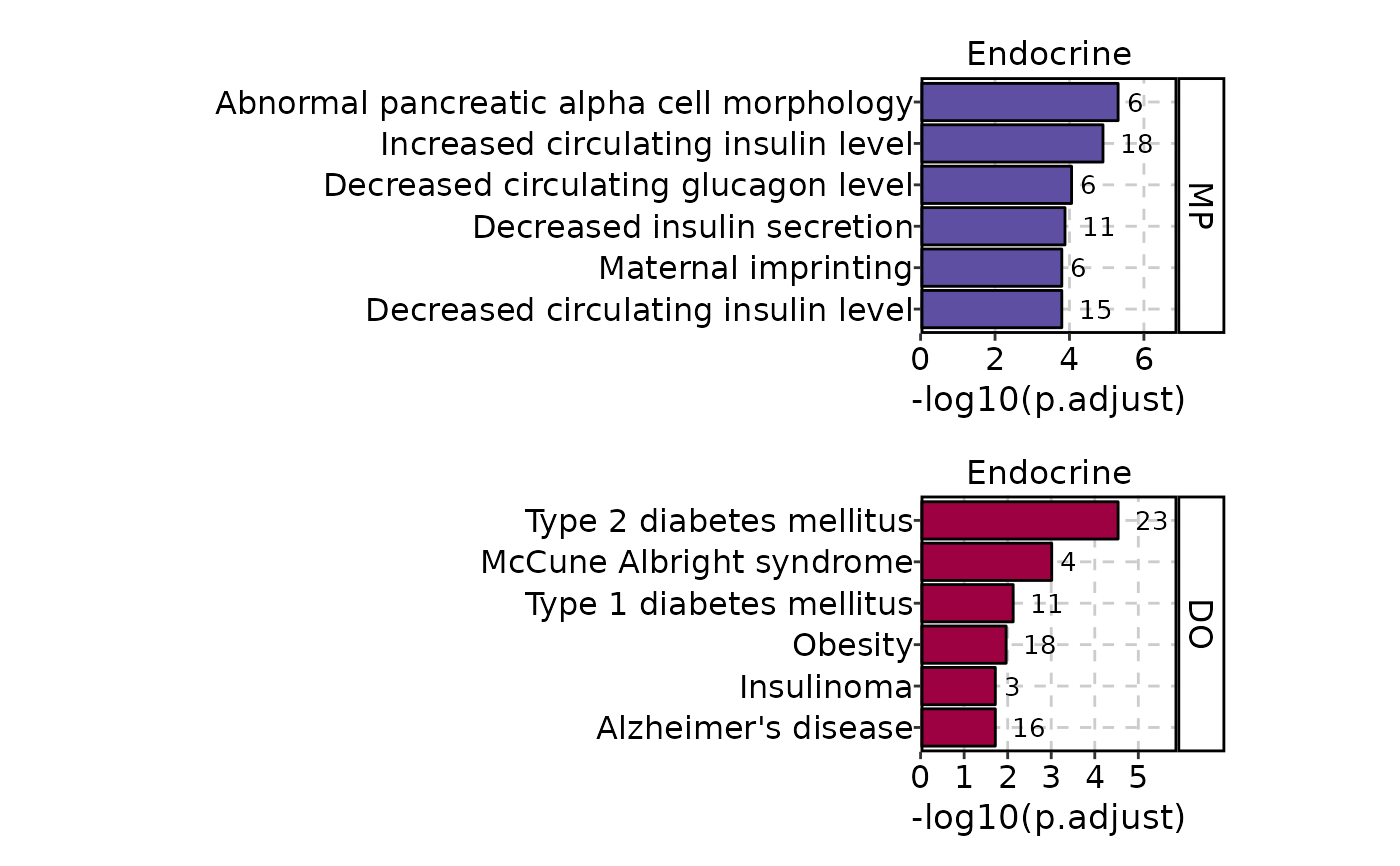 Endocrine
Abnormal pancreatic alpha cell morphology 6
Increased circulating insulin level 18
Decreased circulating glucagon level 6
Decreased insulin secretion 11
Maternal imprinting 6
Decreased circulating insulin level 15
MP
0 2 4 6
-log10(p.adjust)
Endocrine
Type 2 diabetes mellitus 23
McCune Albright syndrome 4
Type 1 diabetes mellitus 11
Obesity 18
Insulinoma 3
Alzheimer's disease 16
DO
0 1 2 3 4 5
-log10(p.adjust)